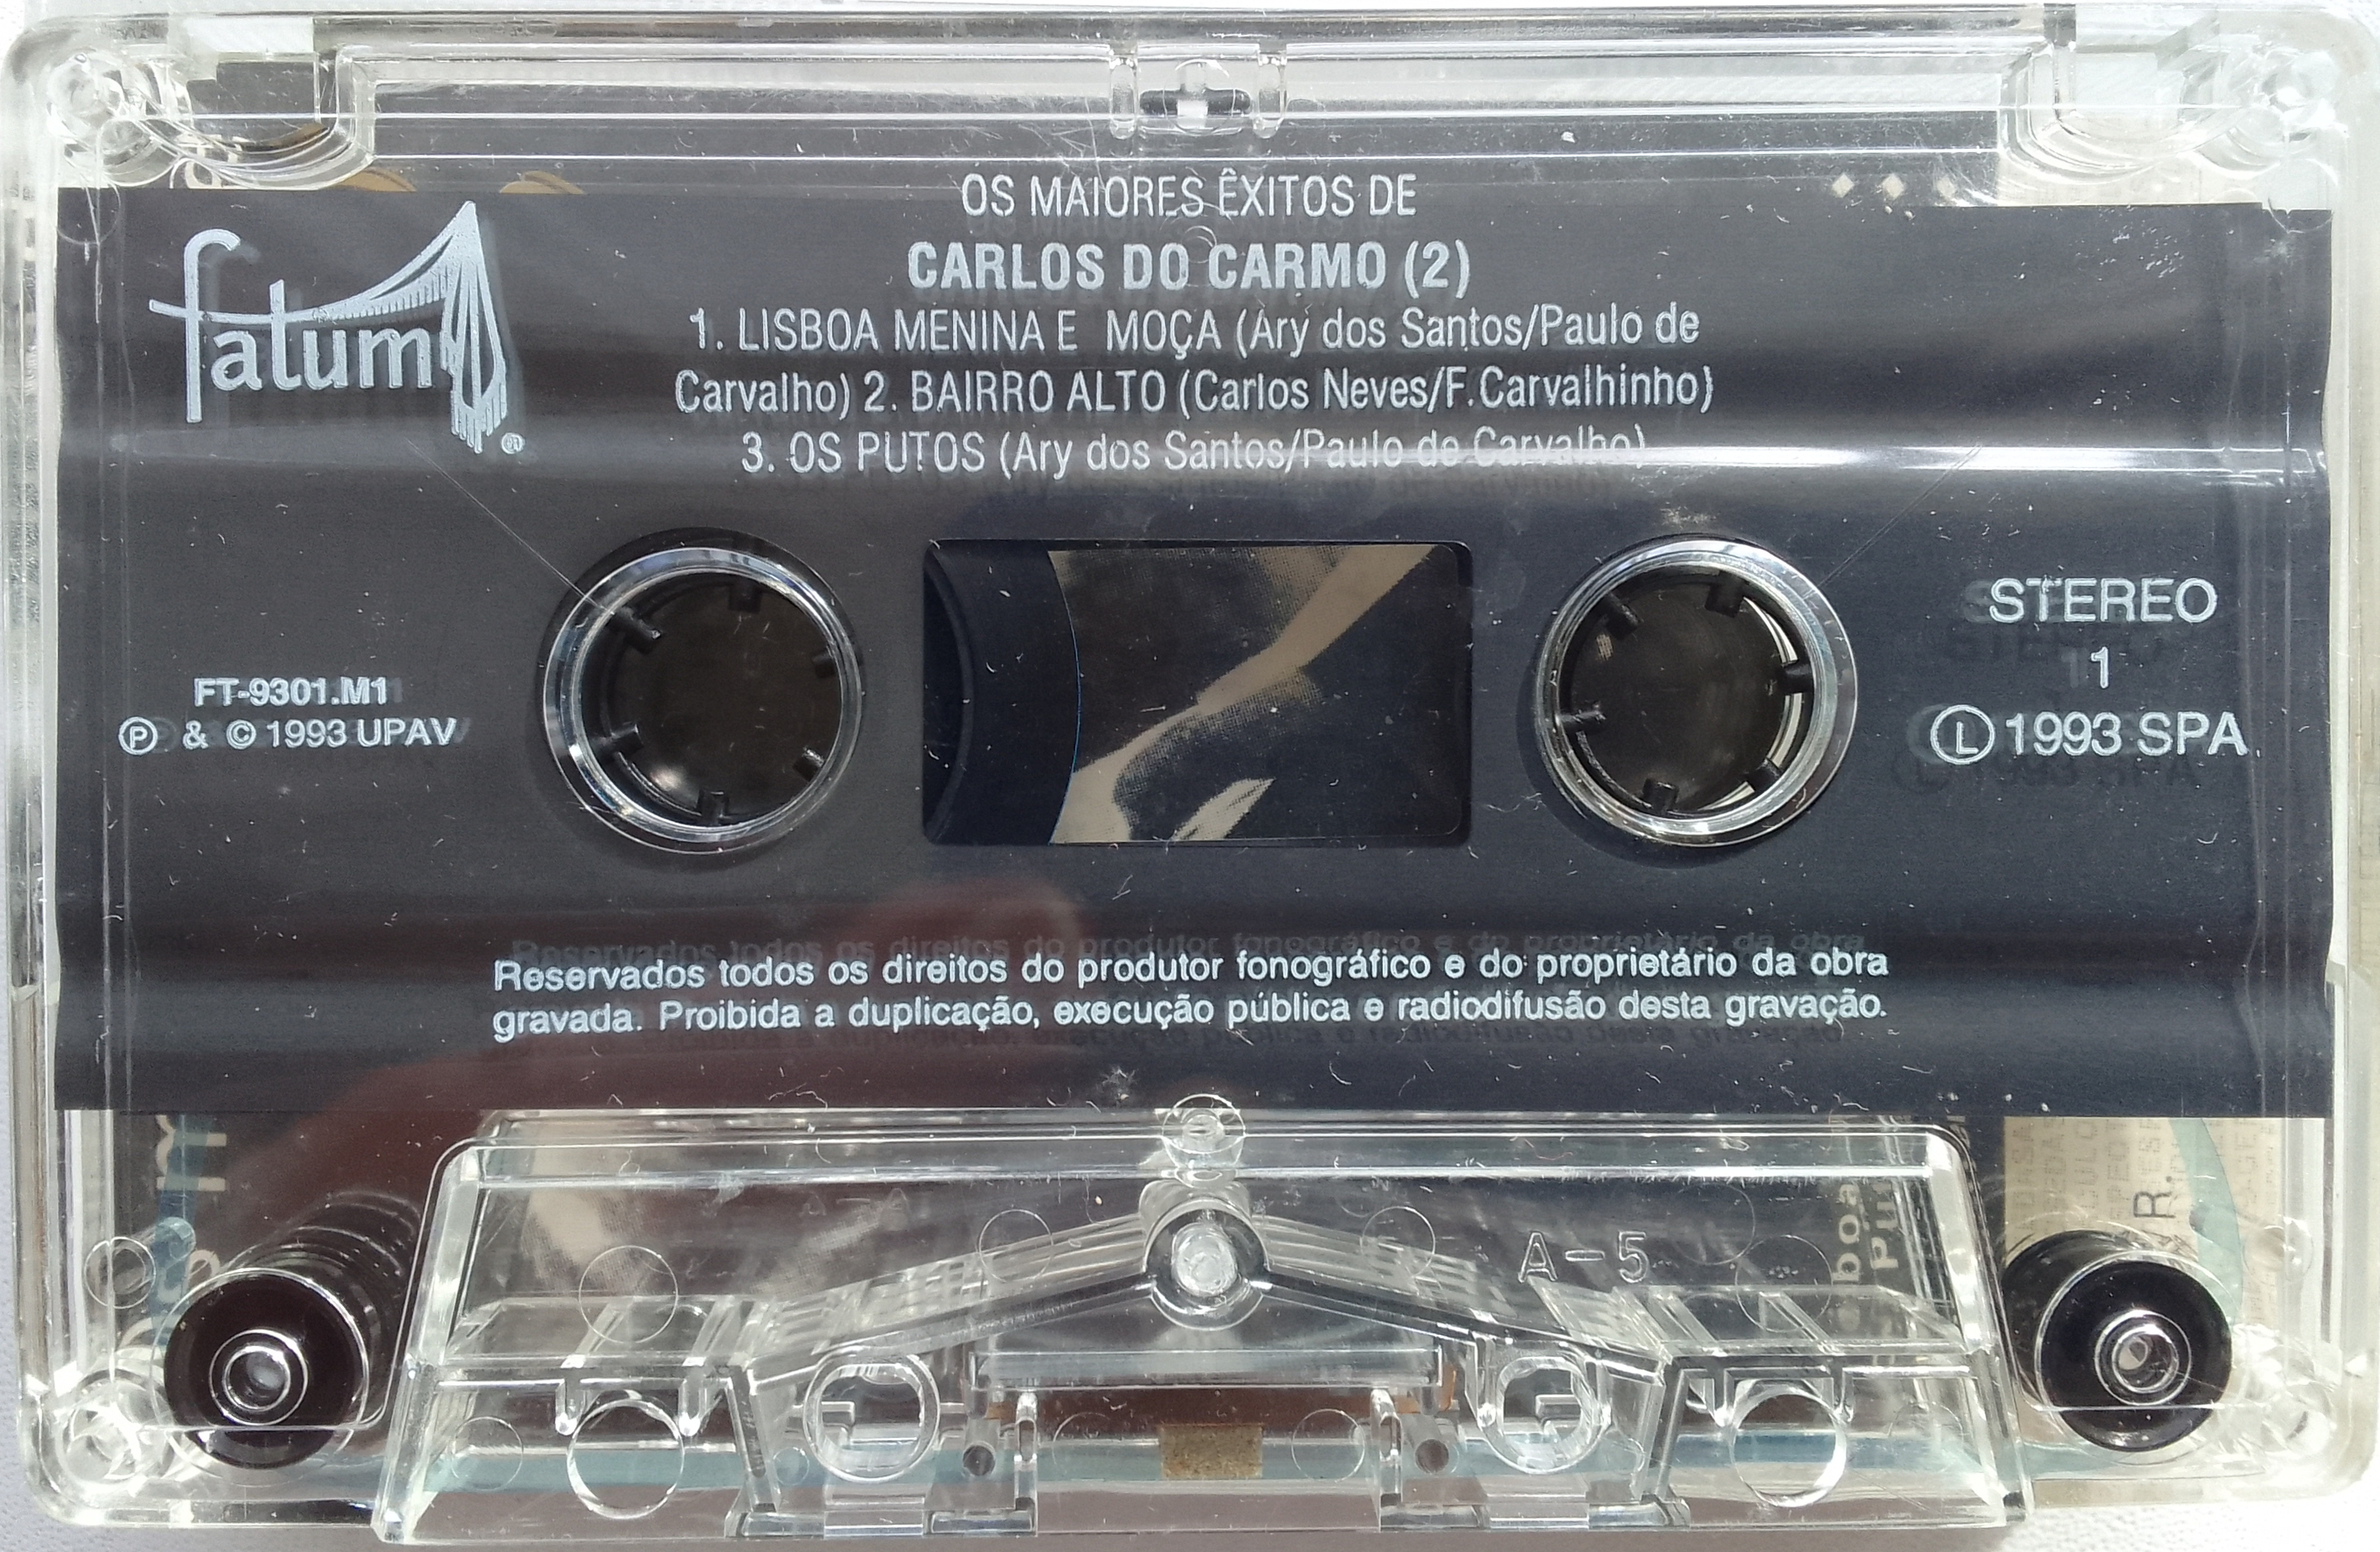 OS MAIORES ÊXITOS DE
CARLOS DO CARMO (2)
1. LISBOA MENINA E MOÇA (Ary dos Santos/Paulo de
Carvalho) 2. BAIRRO ALTO (Carlos Neves/F.Carvalhinho)
3. OS PUTOS (Ary dos Santos/Paulo de Carvalho)
fatum ®
FT-9301.M1
Ⓟ & © 1993 UPAV
STEREO
1
Ⓛ 1993 SPA
Reservados todos os direitos do produtor fonográfico e do proprietário da obra
gravada. Proibida a duplicação, execução pública e radiodifusão desta gravação.
A-5
R.